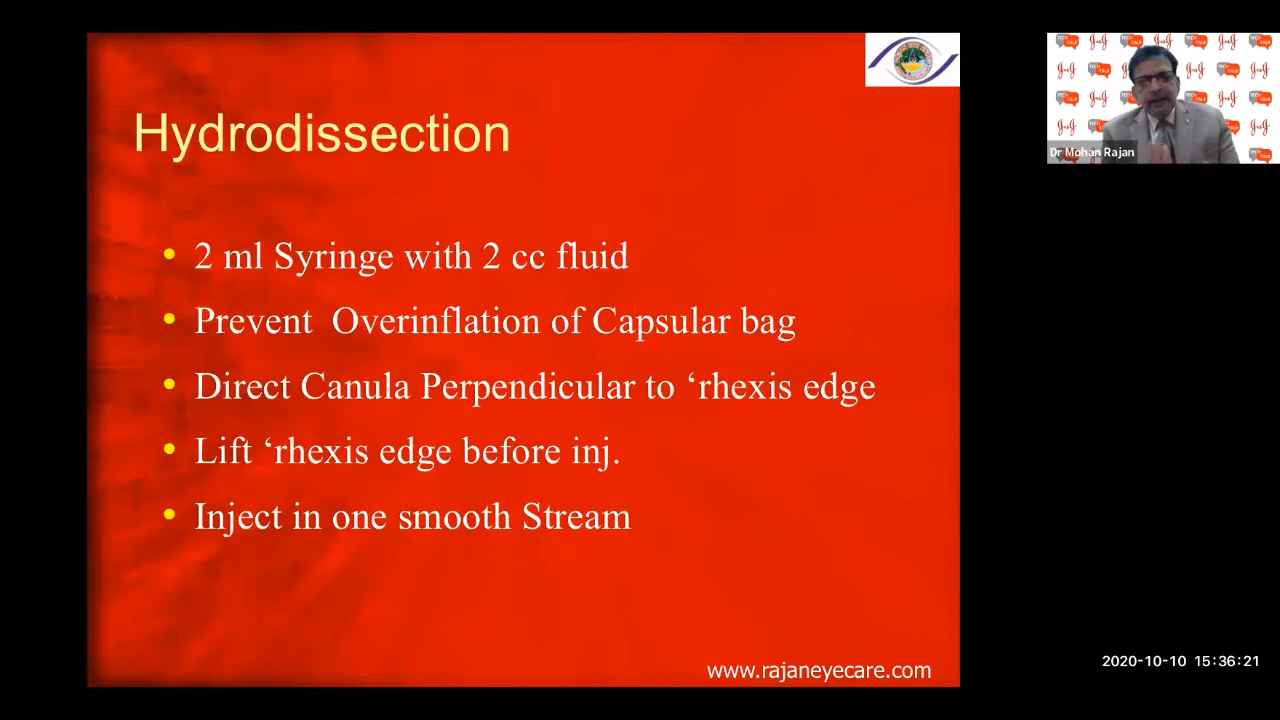 Hydrodissection
• 2 ml Syringe with 2 cc fluid
• Prevent  Overinflation of Capsular bag
• Direct Canula Perpendicular to ‘rhexis edge
• Lift ‘rhexis edge before inj.
• Inject in one smooth Stream
www.rajaneyecare.com
TECH TALK
Dr Mohan Rajan
2020-10-10 15:36:21